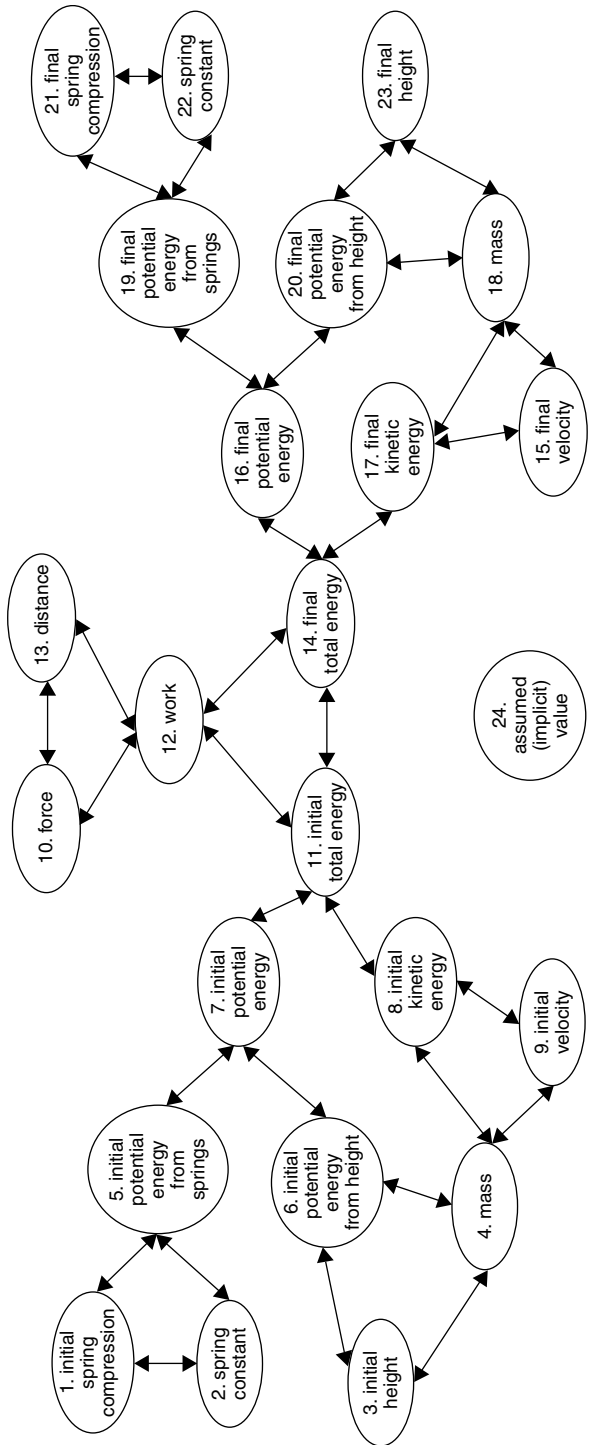 1. initial
spring
compression
2. spring
constant
3. initial
height
4. mass
5. initial
potential
energy
from
springs
6. initial
potential
energy
from height
7. initial
potential
energy
8. initial
kinetic
energy
9. initial
velocity
10. force
11. initial
total energy
12. work
13. distance
14. final
total energy
15. final
velocity
16. final
potential
energy
17. final
kinetic
energy
18. mass
19. final
potential
energy
from
springs
20. final
potential
energy
from height
21. final
spring
compression
22. spring
constant
23. final
height
24.
assumed
(implicit)
value